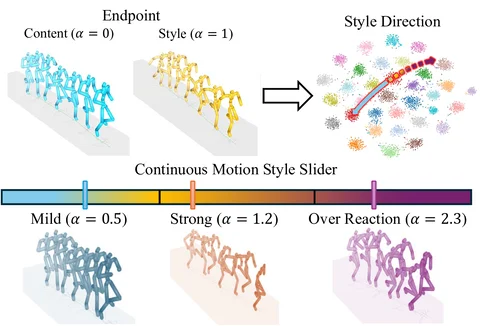 Endpoint
Content (α = 0)
Style (α = 1)
Style Direction
Continuous Motion Style Slider
Mild (α = 0.5)
Strong (α = 1.2)
Over Reaction (α = 2.3)